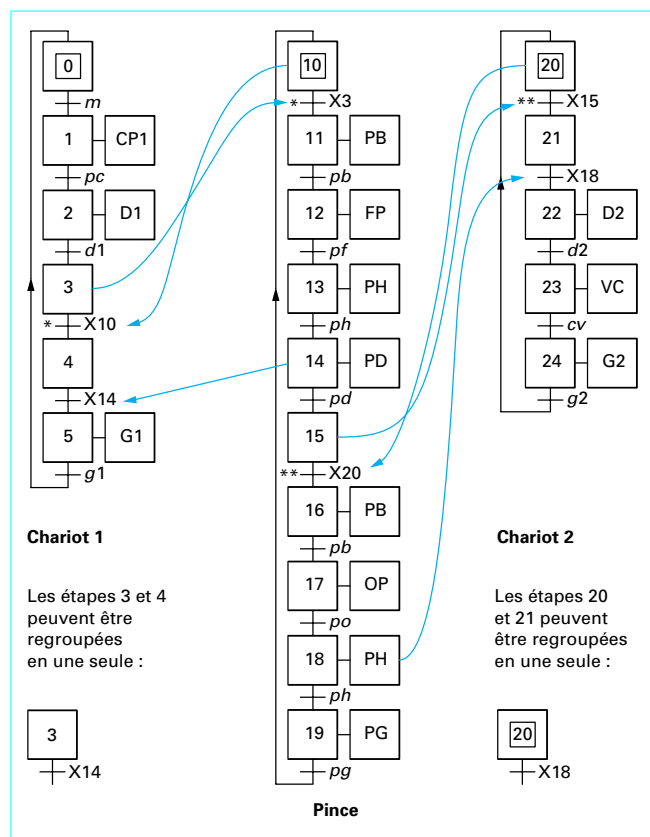 0
m
1 CP1
pc
2 D1
d1
3
* X10
4
X14
5 G1
g1
Chariot 1
Les étapes 3 et 4
peuvent être
regroupées
en une seule :
3
X14
10
* X3
11 PB
pb
12 FP
pf
13 PH
ph
14 PD
pd
15
** X20
16 PB
pb
17 OP
po
18 PH
ph
19 PG
pg
Pince
20
** X15
21
X18
22 D2
d2
23 VC
cv
24 G2
g2
Chariot 2
Les étapes 20
et 21 peuvent
être regroupées
en une seule :
20
X18